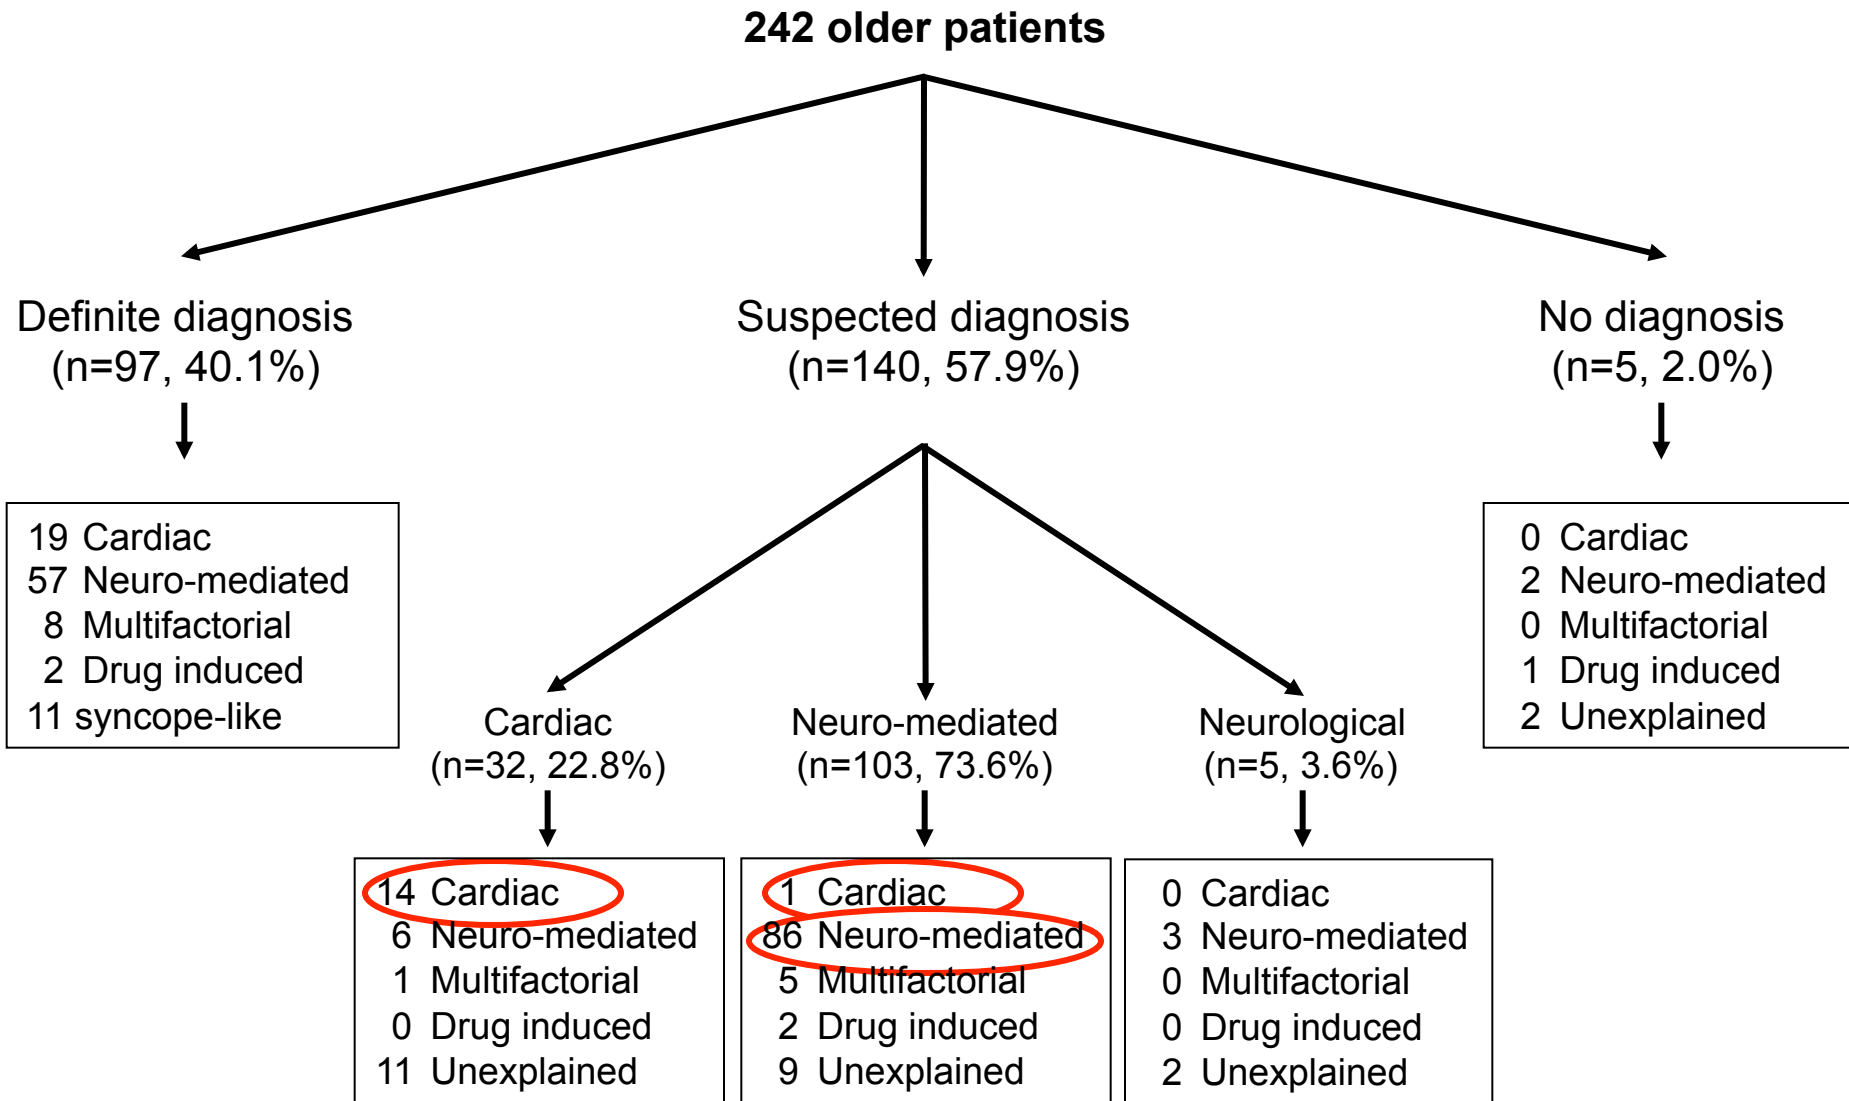 242 older patients
Definite diagnosis
(n=97, 40.1%)
Suspected diagnosis
(n=140, 57.9%)
No diagnosis
(n=5, 2.0%)
19 Cardiac
57 Neuro-mediated
8 Multifactorial
2 Drug induced
11 syncope-like
0 Cardiac
2 Neuro-mediated
0 Multifactorial
1 Drug induced
2 Unexplained
Cardiac
(n=32, 22.8%)
Neuro-mediated
(n=103, 73.6%)
Neurological
(n=5, 3.6%)
14 Cardiac
6 Neuro-mediated
1 Multifactorial
0 Drug induced
11 Unexplained
1 Cardiac
86 Neuro-mediated
5 Multifactorial
2 Drug induced
9 Unexplained
0 Cardiac
3 Neuro-mediated
0 Multifactorial
0 Drug induced
2 Unexplained